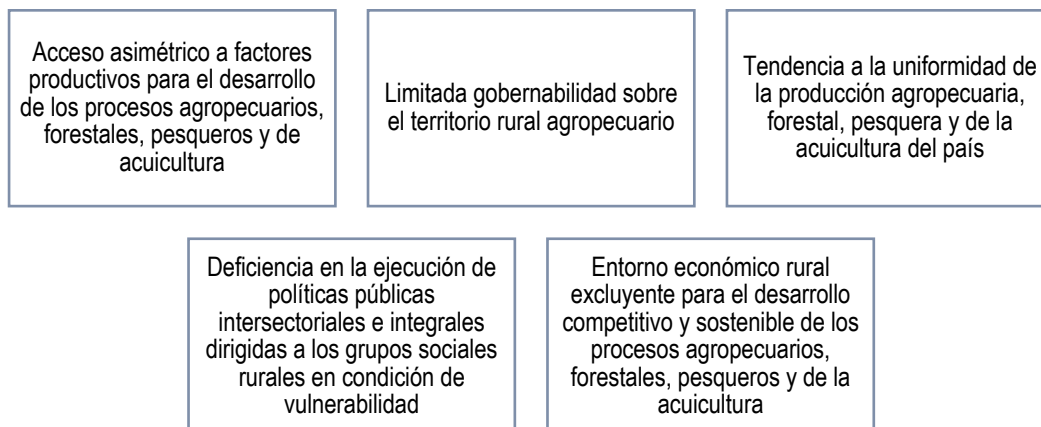 Acceso asimétrico a factores
productivos para el desarrollo
de los procesos agropecuarios,
forestales, pesqueros y de
acuicultura
Limitada gobernabilidad sobre
el territorio rural agropecuario
Tendencia a la uniformidad de
la producción agropecuaria,
forestal, pesquera y de la
acuicultura del país
Deficiencia en la ejecución de
políticas públicas
intersectoriales e integrales
dirigidas a los grupos sociales
rurales en condición de
vulnerabilidad
Entorno económico rural
excluyente para el desarrollo
competitivo y sostenible de los
procesos agropecuarios,
forestales, pesqueros y de la
acuicultura